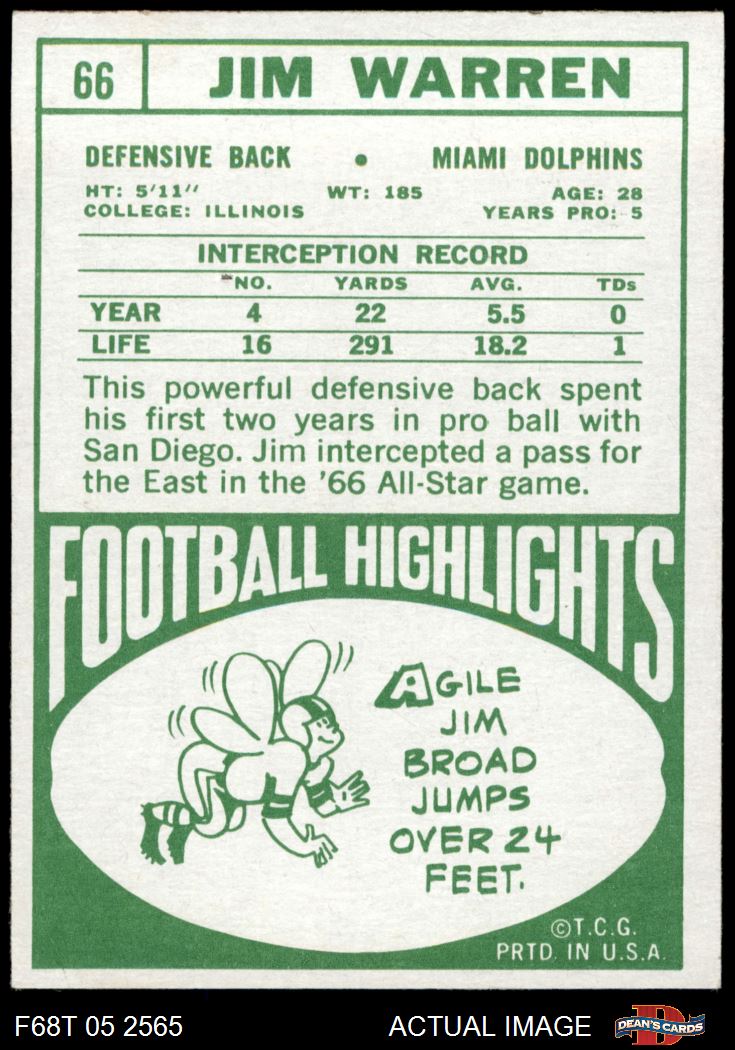 66
JIM WARREN
DEFENSIVE BACK • MIAMI DOLPHINS
HT: 5'11" WT: 185 AGE: 28
COLLEGE: ILLINOIS YEARS PRO: 5
INTERCEPTION RECORD
NO. YARDS AVG. TDs
YEAR 4 22 5.5 0
LIFE 16 291 18.2 1
This powerful defensive back spent
his first two years in pro ball with
San Diego. Jim intercepted a pass for
the East in the '66 All-Star game.
FOOTBALL HIGHLIGHTS
AGILE
JIM
BROAD
JUMPS
OVER 24
FEET.
©T.C.G.
PRTD. IN U.S.A.
F68T 05 2565 ACTUAL IMAGE
D
DEAN'S CARDS